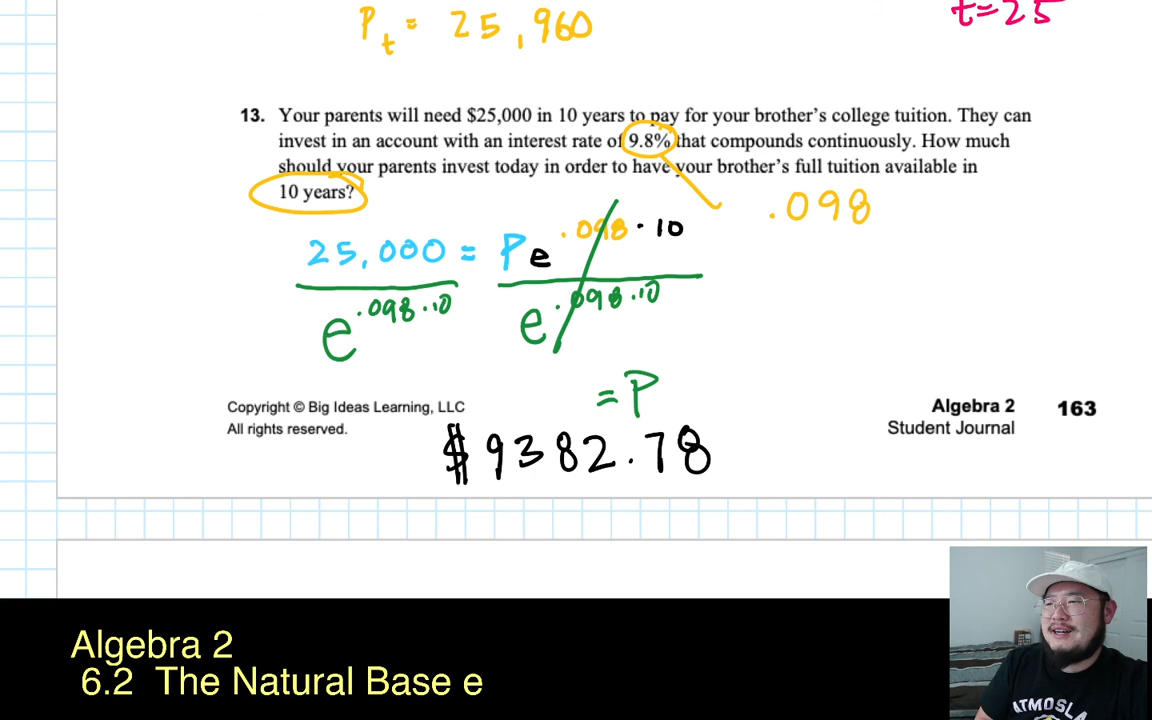 P_t = 25,960
t=25
13. Your parents will need $25,000 in 10 years to pay for your brother's college tuition. They can
invest in an account with an interest rate of 9.8% that compounds continuously. How much
should your parents invest today in order to have your brother's full tuition available in
10 years?
.098
25,000 = Pe^.098·10
e^.098·10 e^.098·10
= P
$9382.78
Copyright © Big Ideas Learning, LLC
All rights reserved.
Algebra 2 163
Student Journal
Algebra 2
6.2 The Natural Base e